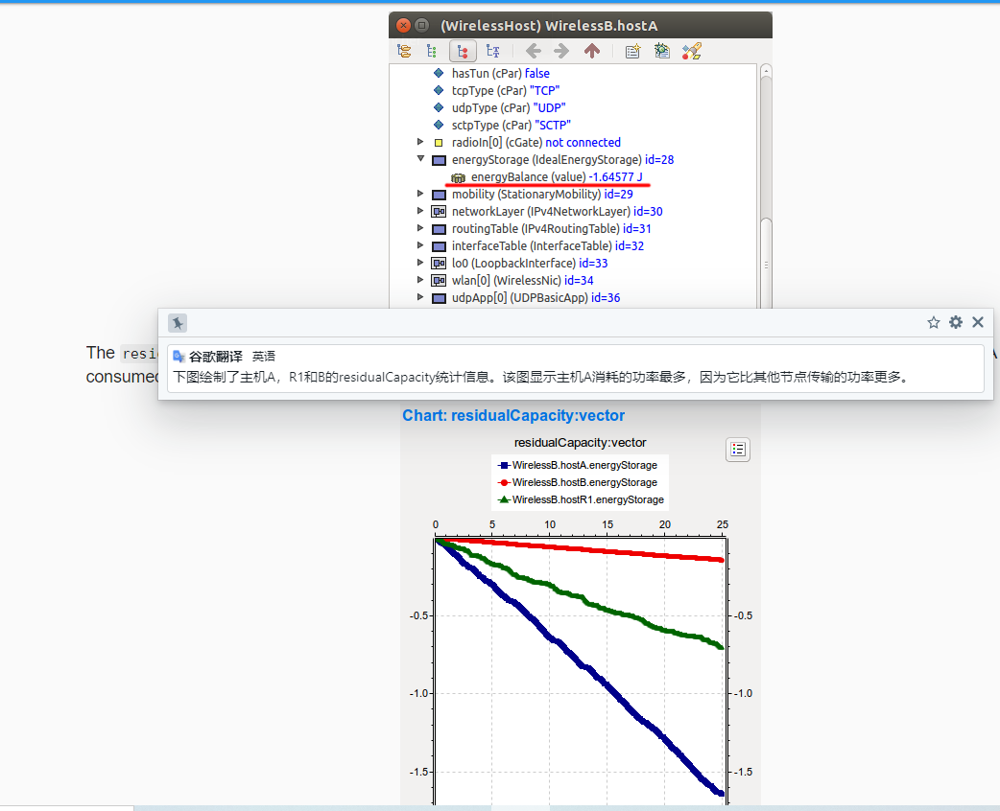 (WirelessHost) WirelessB.hostA
hasTun (cPar) false
tcpType (cPar) "TCP"
udpType (cPar) "UDP"
sctpType (cPar) "SCTP"
radioIn[0] (cGate) not connected
energyStorage (IdealEnergyStorage) id=28
energyBalance (value) -1.64577 J
mobility (StationaryMobility) id=29
networkLayer (IPv4NetworkLayer) id=30
routingTable (IPv4RoutingTable) id=31
interfaceTable (InterfaceTable) id=32
lo0 (LoopbackInterface) id=33
wlan[0] (WirelessNic) id=34
udpApp[0] (UDPBasicApp) id=36
The
A
谷歌翻译 英语
下图绘制了主机A，R1和B的residualCapacity统计信息。该图显示主机A消耗的功率最多，因为它比其他节点传输的功率更多。
Chart: residualCapacity:vector
residualCapacity:vector
WirelessB.hostA.energyStorage
WirelessB.hostB.energyStorage
WirelessB.hostR1.energyStorage
0 5 10 15 20 25
-0.5 -0.5
-1.0 -1.0
-1.5 -1.5